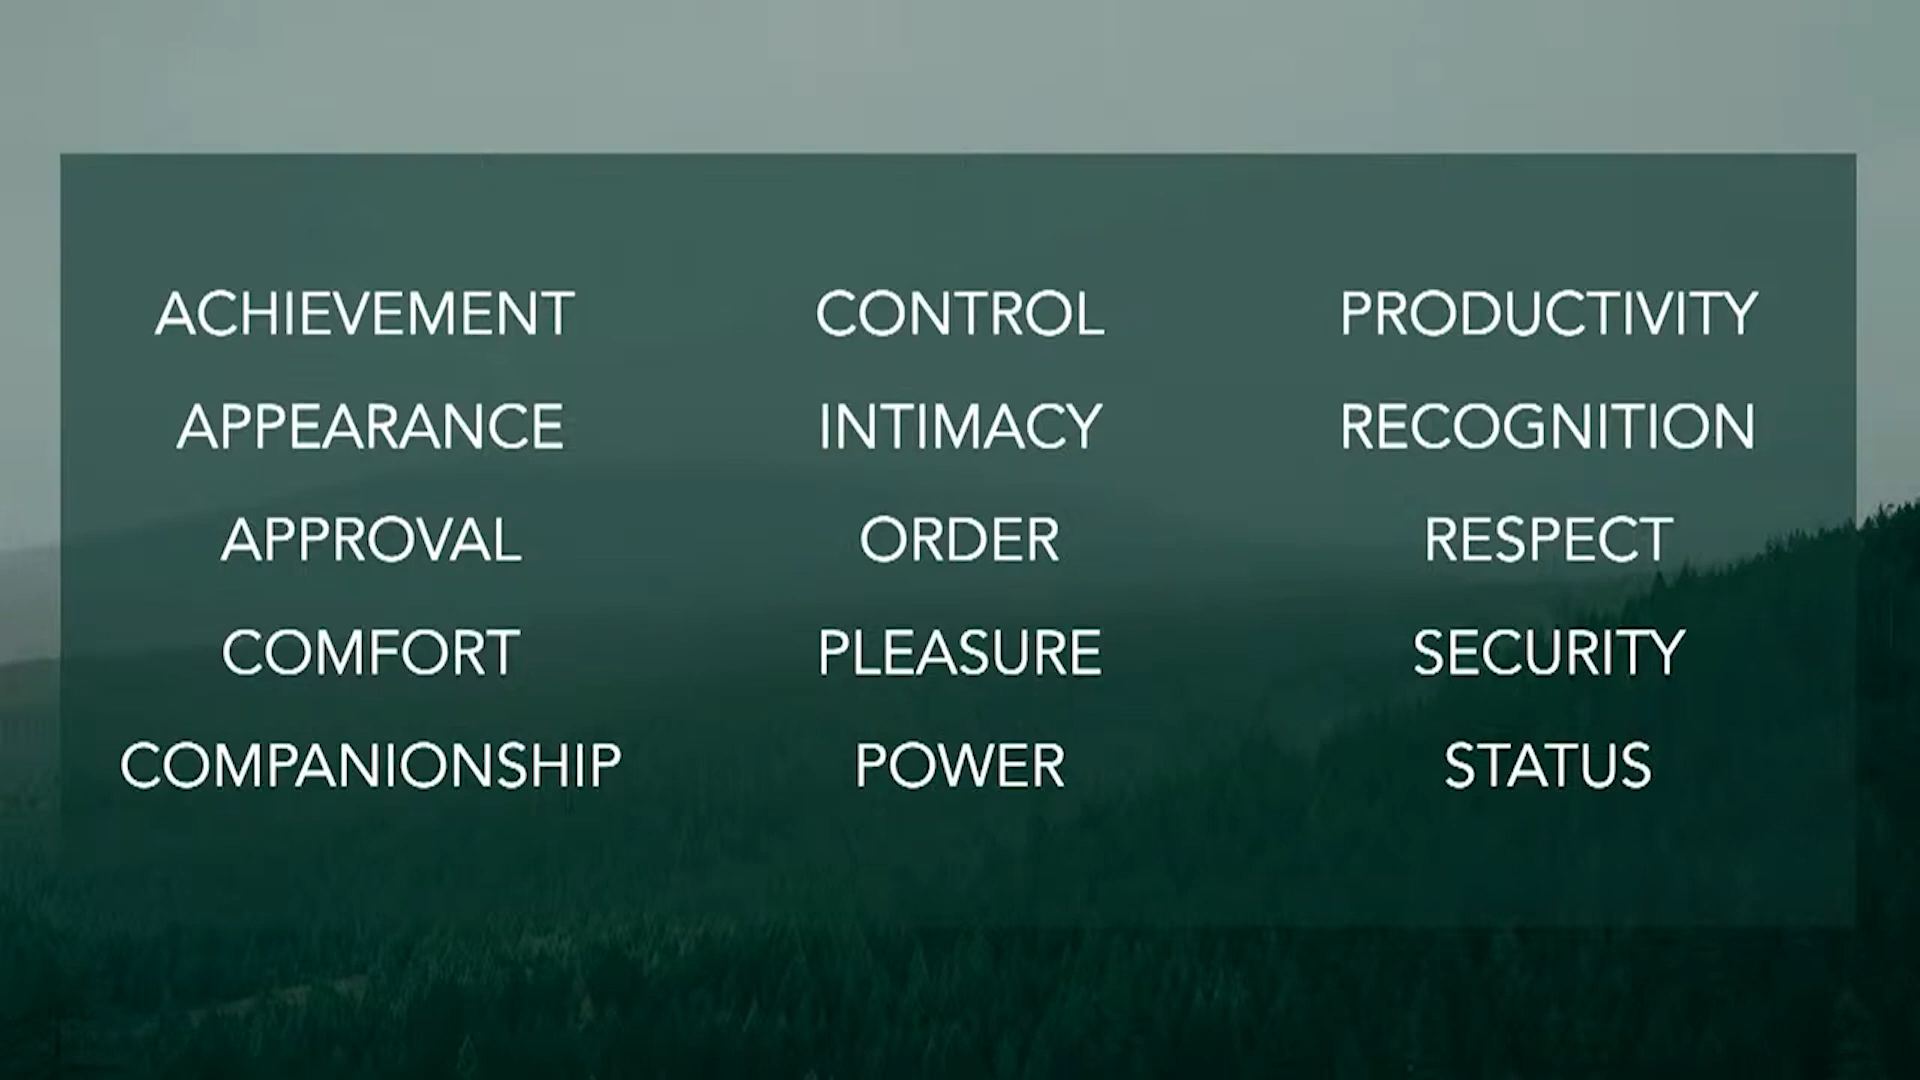 ACHIEVEMENT
APPEARANCE
APPROVAL
COMFORT
COMPANIONSHIP
CONTROL
INTIMACY
ORDER
PLEASURE
POWER
PRODUCTIVITY
RECOGNITION
RESPECT
SECURITY
STATUS